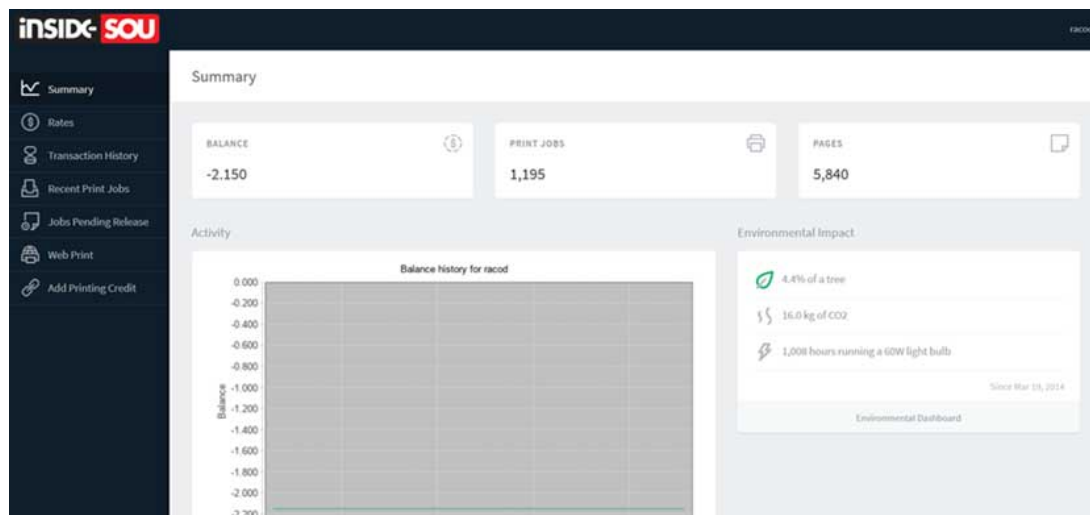 iNSIDE- SOU
Summary
Rates
Transaction History
Recent Print Jobs
Jobs Pending Release
Web Print
Add Printing Credit
Summary
BALANCE
-2.150
PRINT JOBS
1,195
PAGES
5,840
Activity
Balance history for racod
0.000
-0.200
-0.400
-0.600
-0.800
-1.000
-1.200
-1.400
-1.600
-1.800
-2.000
-2.200
Balance
Environmental Impact
4.4% of a tree
16.0 kg of CO2
1,008 hours running a 60W light bulb
Since Mar 19, 2014
Environmental Dashboard